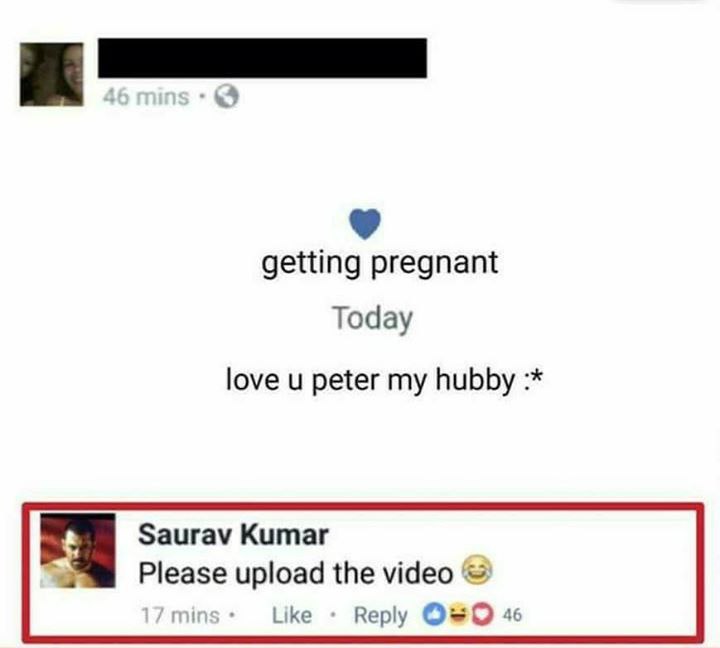 46 mins ·
getting pregnant
Today
love u peter my hubby :*
Saurav Kumar
Please upload the video 😂
17 mins · Like · Reply 46